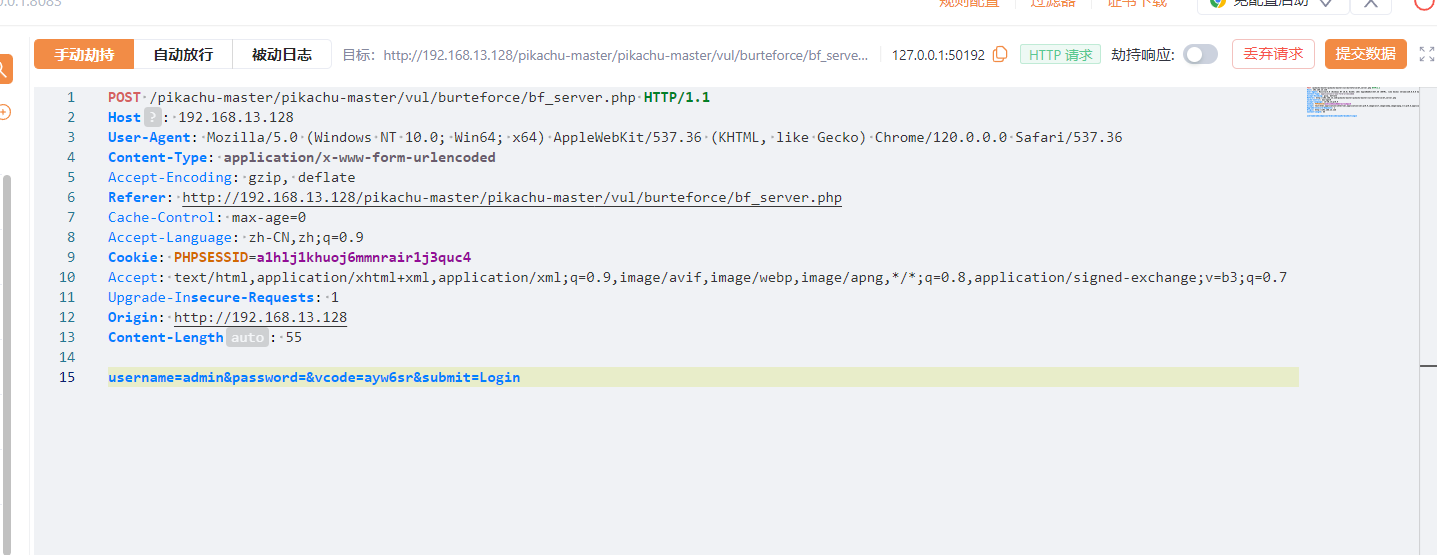 0.0.1:8083 规则配置 过滤器 证书下载 免配置启动
手动劫持 自动放行 被动日志 目标: http://192.168.13.128/pikachu-master/pikachu-master/vul/burteforce/bf_serve... 127.0.0.1:50192 HTTP 请求 劫持响应: 丢弃请求 提交数据
1 POST /pikachu-master/pikachu-master/vul/burteforce/bf_server.php HTTP/1.1
2 Host ? : 192.168.13.128
3 User-Agent: Mozilla/5.0 (Windows NT 10.0; Win64; x64) AppleWebKit/537.36 (KHTML, like Gecko) Chrome/120.0.0.0 Safari/537.36
4 Content-Type: application/x-www-form-urlencoded
5 Accept-Encoding: gzip, deflate
6 Referer: http://192.168.13.128/pikachu-master/pikachu-master/vul/burteforce/bf_server.php
7 Cache-Control: max-age=0
8 Accept-Language: zh-CN,zh;q=0.9
9 Cookie: PHPSESSID=a1hlj1khuoj6mmnrair1j3quc4
10 Accept: text/html,application/xhtml+xml,application/xml;q=0.9,image/avif,image/webp,image/apng,*/*;q=0.8,application/signed-exchange;v=b3;q=0.7
11 Upgrade-Insecure-Requests: 1
12 Origin: http://192.168.13.128
13 Content-Length auto : 55
14
15 username=admin&password=&vcode=ayw6sr&submit=Login